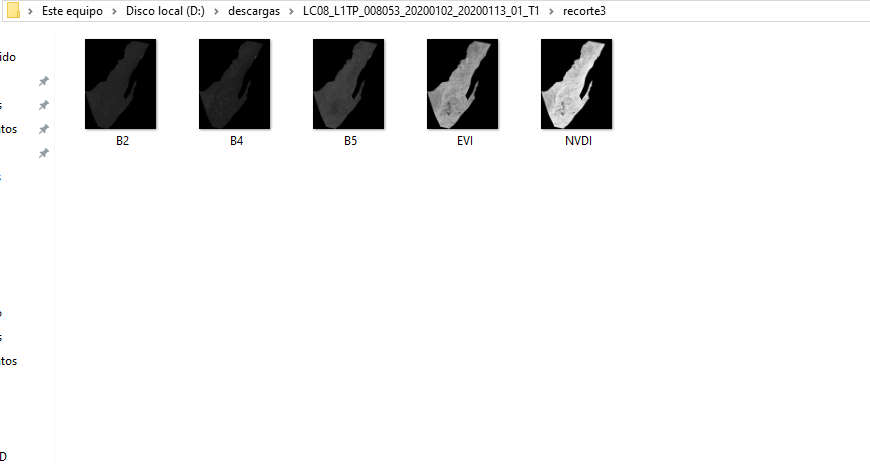 Este equipo > Disco local (D:) > descargas > LC08_L1TP_008053_20200102_20200113_01_T1 > recorte3
ido
s
tos
s
B2 B4 B5 EVI NVDI
o
s
tos
D